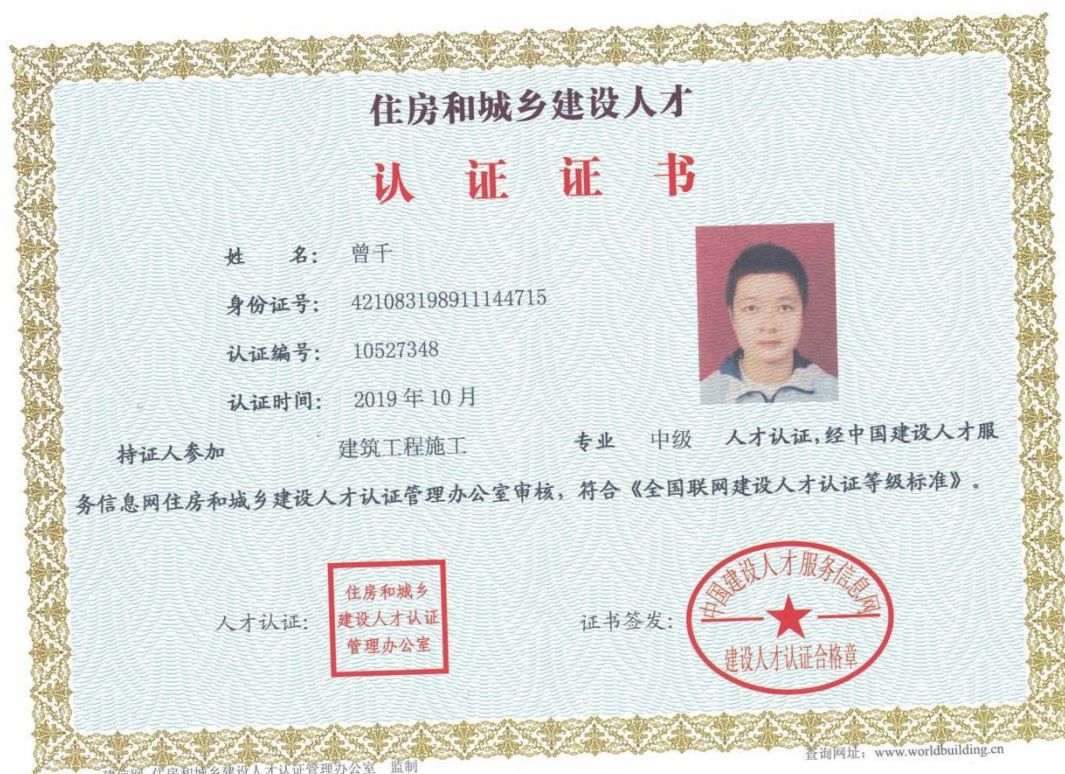 住房和城乡建设人才
认证证书
姓 名： 曾千
身份证号： 421083198911144715
认证编号： 10527348
认证时间： 2019 年 10 月
持证人参加 建筑工程施工 专业 中级 人才认证，经中国建设人才服
务信息网住房和城乡建设人才认证管理办公室审核，符合《全国联网建设人才认证等级标准》。
人才认证：
住房和城乡
建设人才认证
管理办公室
证书签发：
中国建设人才服务信息网
建设人才认证合格章
建信网 住房和城乡建设人才认证管理办公室 监制
查询网址：www.worldbuilding.cn